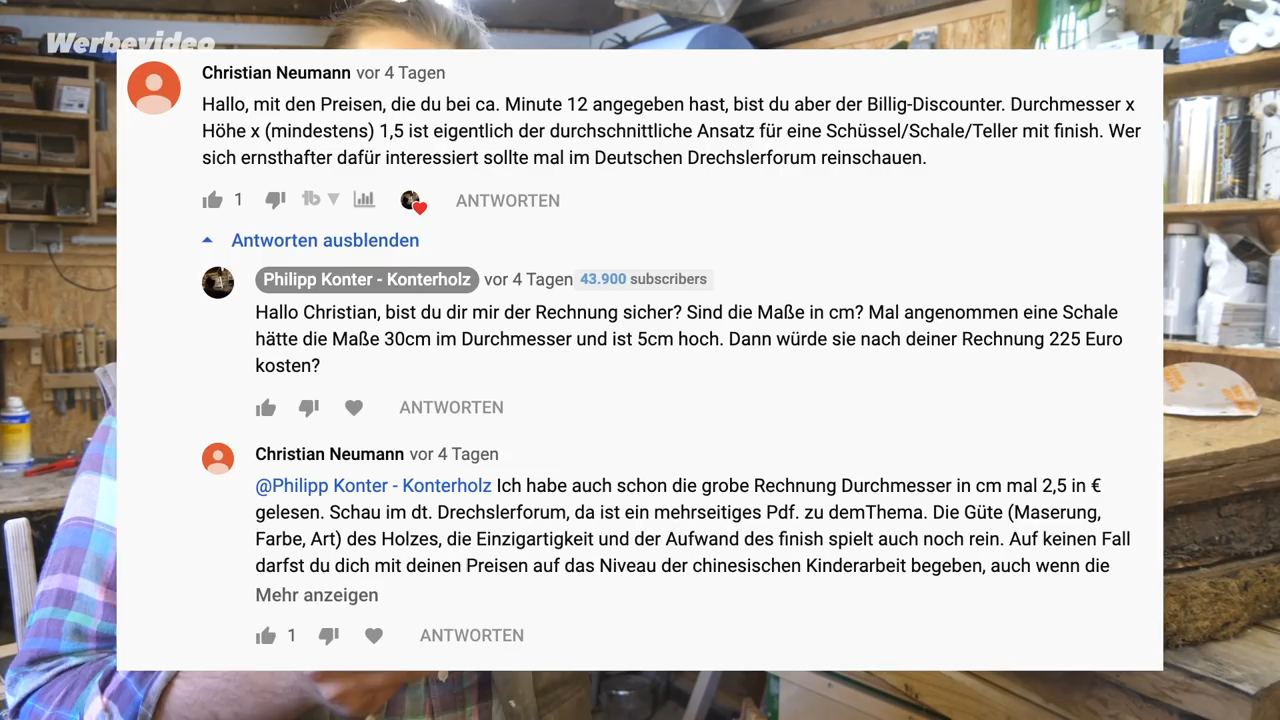 Werbevideo
Christian Neumann vor 4 Tagen
Hallo, mit den Preisen, die du bei ca. Minute 12 angegeben hast, bist du aber der Billig-Discounter. Durchmesser x
Höhe x (mindestens) 1,5 ist eigentlich der durchschnittliche Ansatz für eine Schüssel/Schale/Teller mit finish. Wer
sich ernsthafter dafür interessiert sollte mal im Deutschen Drechslerforum reinschauen.
1 ANTWORTEN
Antworten ausblenden
Philipp Konter - Konterholz vor 4 Tagen 43.900 subscribers
Hallo Christian, bist du dir mir der Rechnung sicher? Sind die Maße in cm? Mal angenommen eine Schale
hätte die Maße 30cm im Durchmesser und ist 5cm hoch. Dann würde sie nach deiner Rechnung 225 Euro
kosten?
ANTWORTEN
Christian Neumann vor 4 Tagen
@Philipp Konter - Konterholz Ich habe auch schon die grobe Rechnung Durchmesser in cm mal 2,5 in €
gelesen. Schau im dt. Drechslerforum, da ist ein mehrseitiges Pdf. zu demThema. Die Güte (Maserung,
Farbe, Art) des Holzes, die Einzigartigkeit und der Aufwand des finish spielt auch noch rein. Auf keinen Fall
darfst du dich mit deinen Preisen auf das Niveau der chinesischen Kinderarbeit begeben, auch wenn die
Mehr anzeigen
1 ANTWORTEN